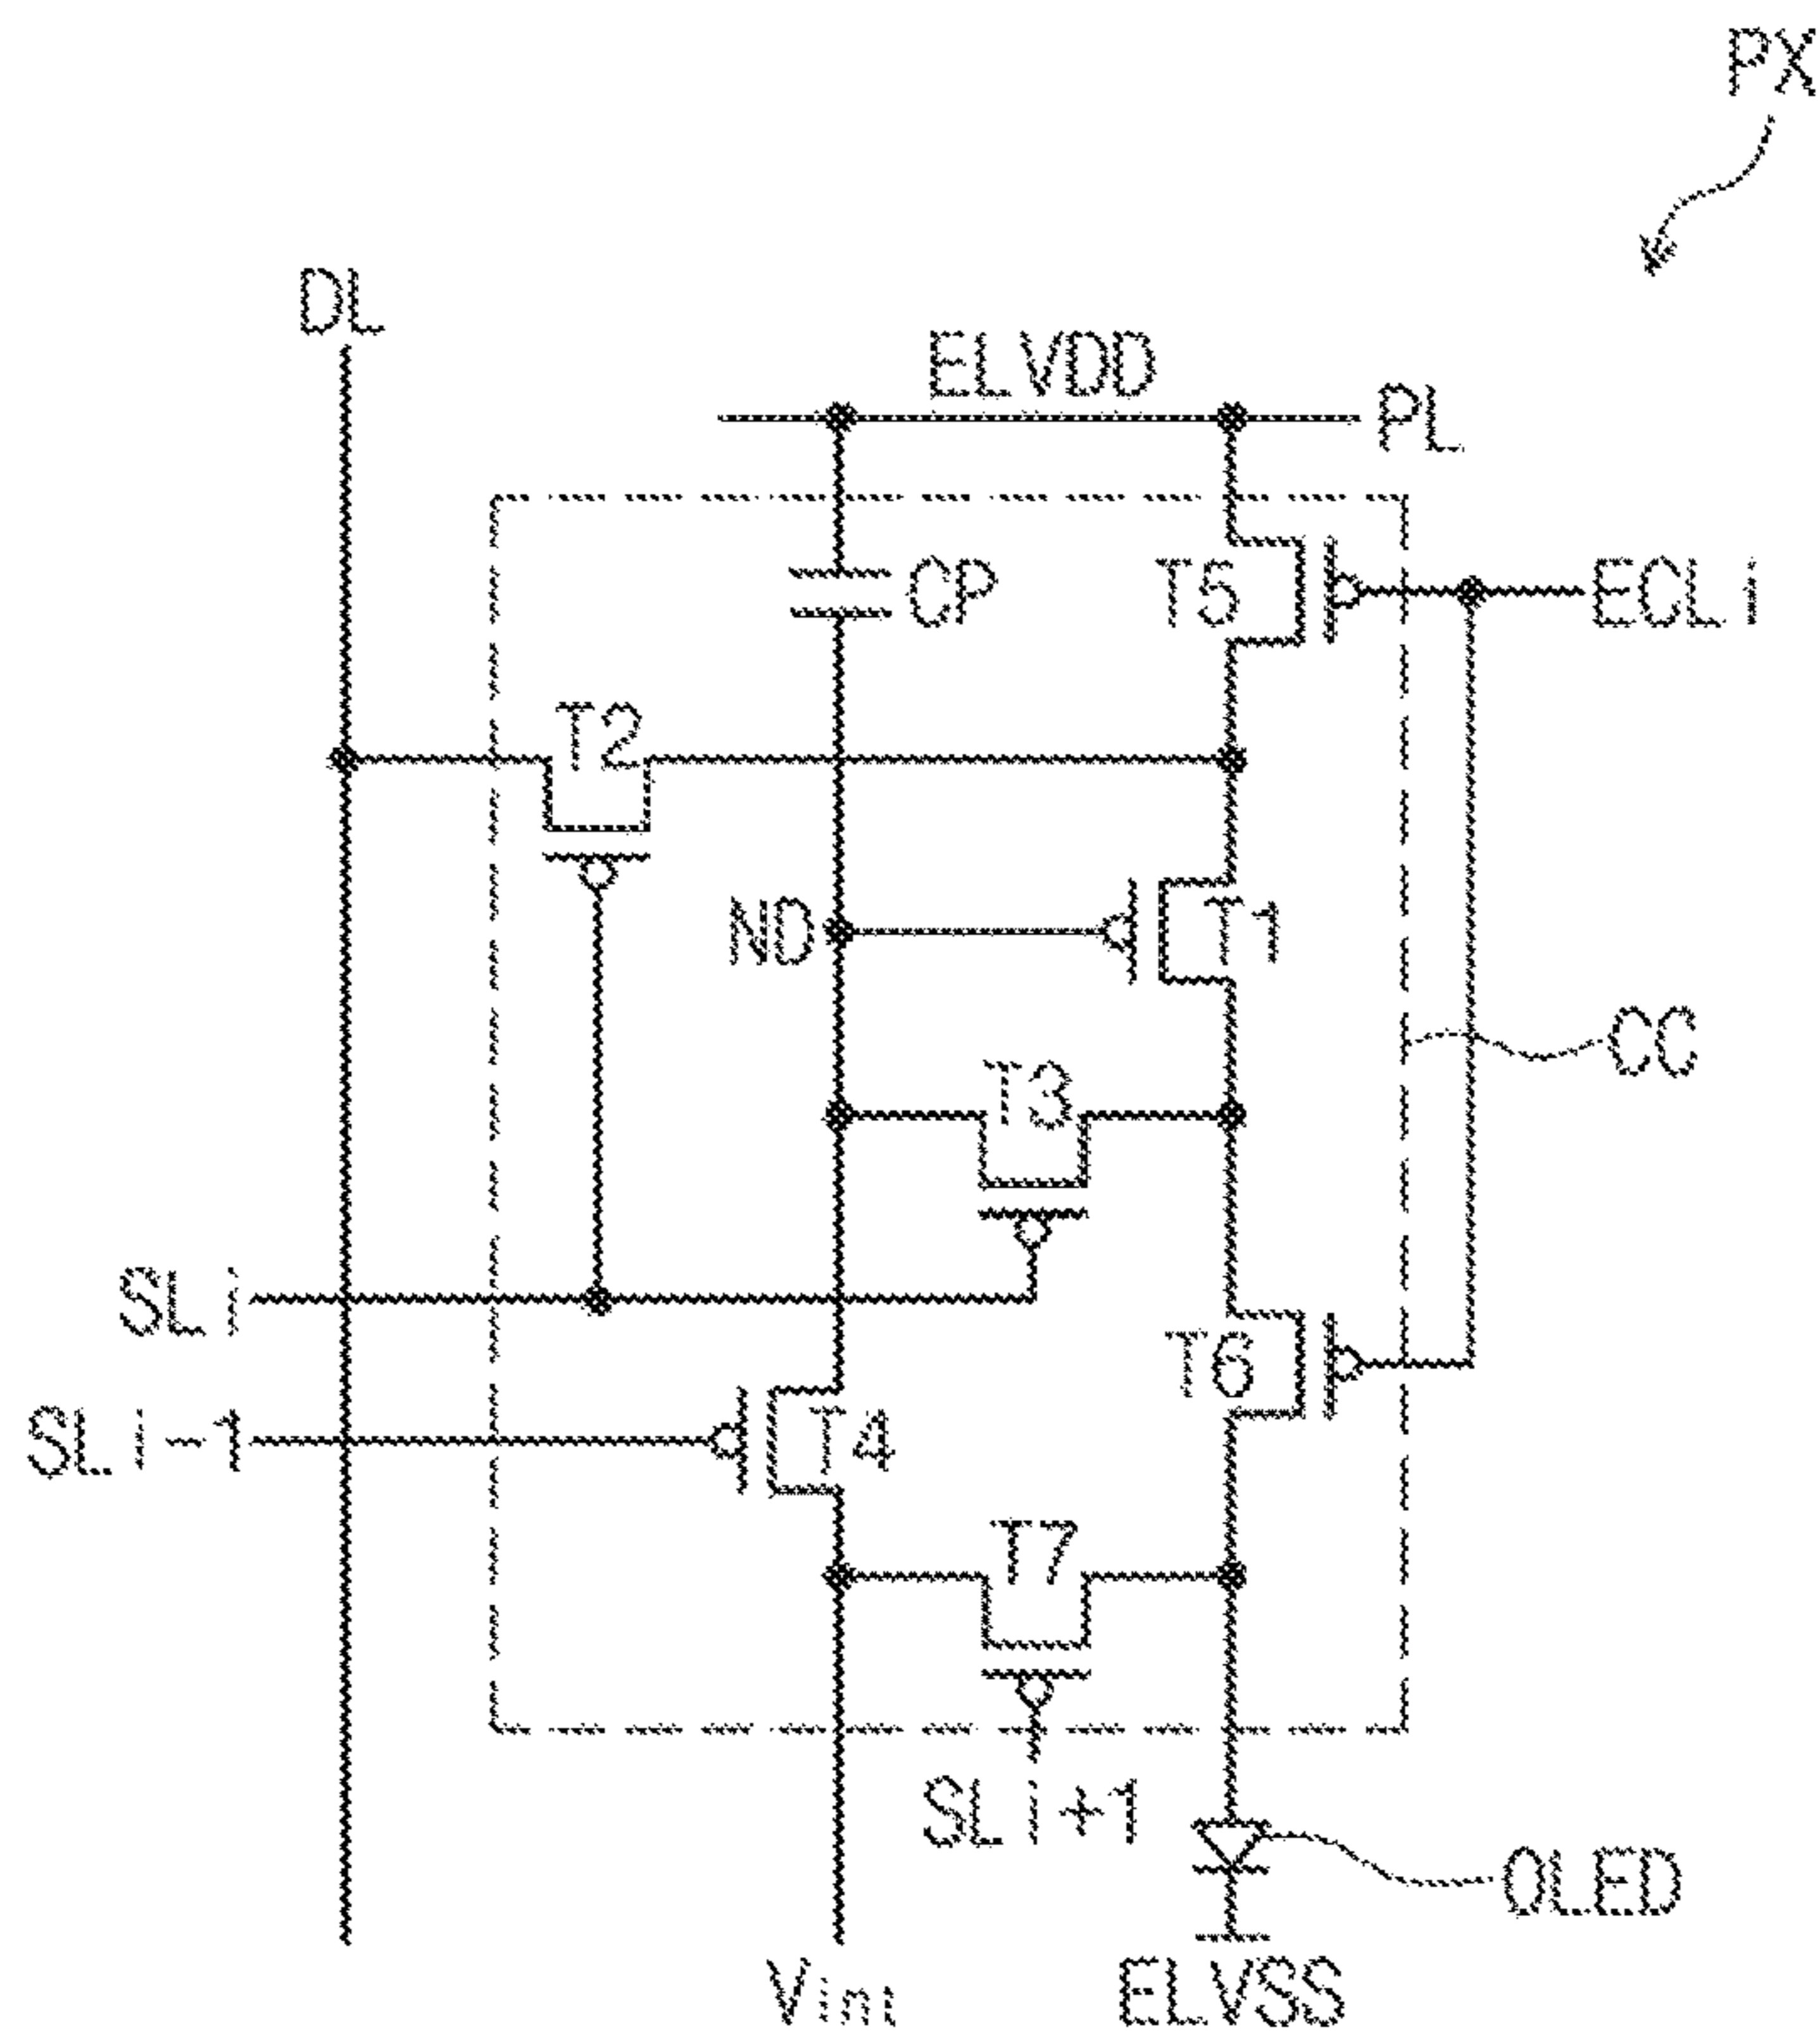 PX
DL
ELVDD
PL
CP
T5
ECLi
T2
ND
T1
CC
T3
SLi
T6
SLi-1
T4
T7
SLi+1
OLED
Vint
ELVSS